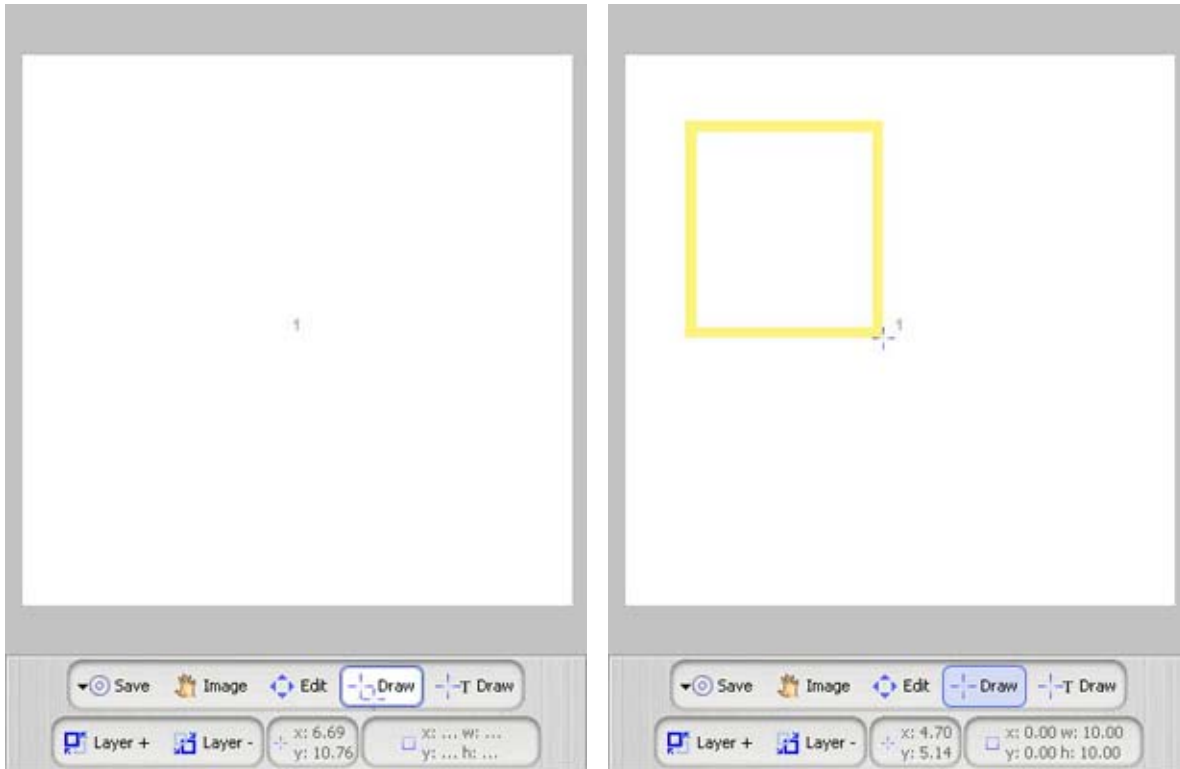 1
Save Image Edit Draw T Draw
Layer + Layer - x: 6.69 x: ... w: ...
y: 10.76 y: ... h: ...
1
Save Image Edit Draw T Draw
Layer + Layer - x: 4.70 x: 0.00 w: 10.00
y: 5.14 y: 0.00 h: 10.00